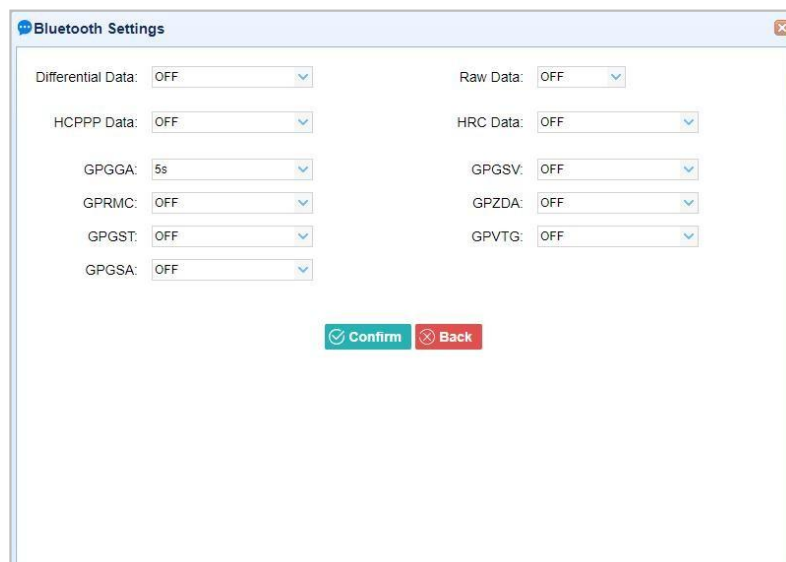 Bluetooth Settings
Differential Data: OFF Raw Data: OFF
HCPPP Data: OFF HRC Data: OFF
GPGGA: 5s GPGSV: OFF
GPRMC: OFF GPZDA: OFF
GPGST: OFF GPVTG: OFF
GPGSA: OFF
Confirm Back